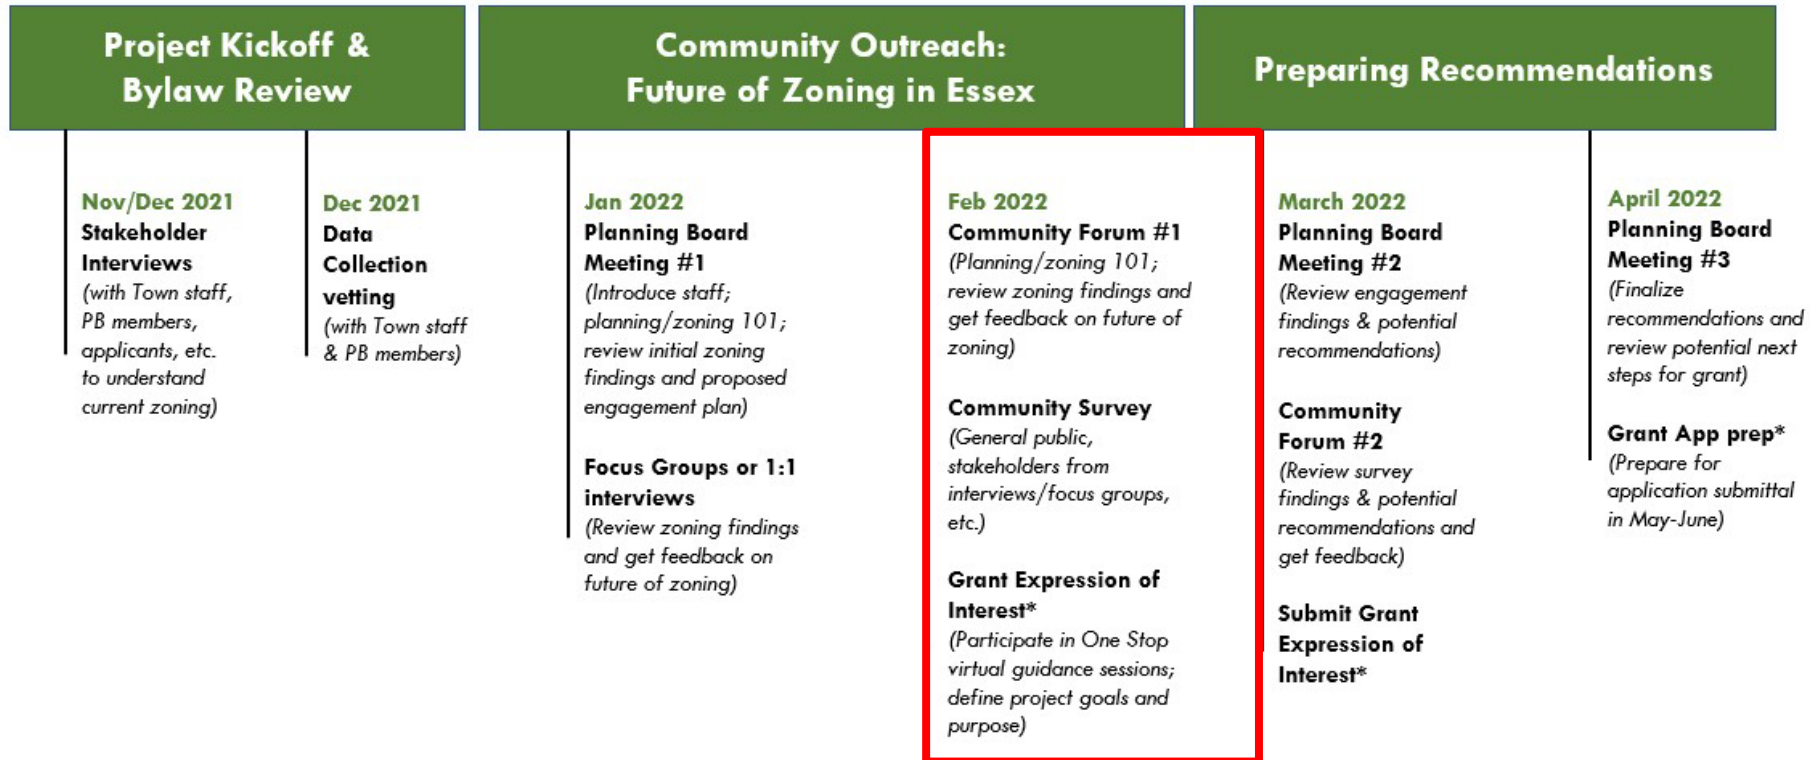 Project Kickoff &
Bylaw Review
Community Outreach:
Future of Zoning in Essex
Preparing Recommendations
Nov/Dec 2021
Stakeholder
Interviews
(with Town staff,
PB members,
applicants, etc.
to understand
current zoning)
Dec 2021
Data
Collection
vetting
(with Town staff
& PB members)
Jan 2022
Planning Board
Meeting #1
(Introduce staff;
planning/zoning 101;
review initial zoning
findings and proposed
engagement plan)
Focus Groups or 1:1
interviews
(Review zoning findings
and get feedback on
future of zoning)
Feb 2022
Community Forum #1
(Planning/zoning 101;
review zoning findings and
get feedback on future of
zoning)
Community Survey
(General public,
stakeholders from
interviews/focus groups,
etc.)
Grant Expression of
Interest*
(Participate in One Stop
virtual guidance sessions;
define project goals and
purpose)
March 2022
Planning Board
Meeting #2
(Review engagement
findings & potential
recommendations)
Community
Forum #2
(Review survey
findings & potential
recommendations and
get feedback)
Submit Grant
Expression of
Interest*
April 2022
Planning Board
Meeting #3
(Finalize
recommendations and
review potential next
steps for grant)
Grant App prep*
(Prepare for
application submittal
in May-June)